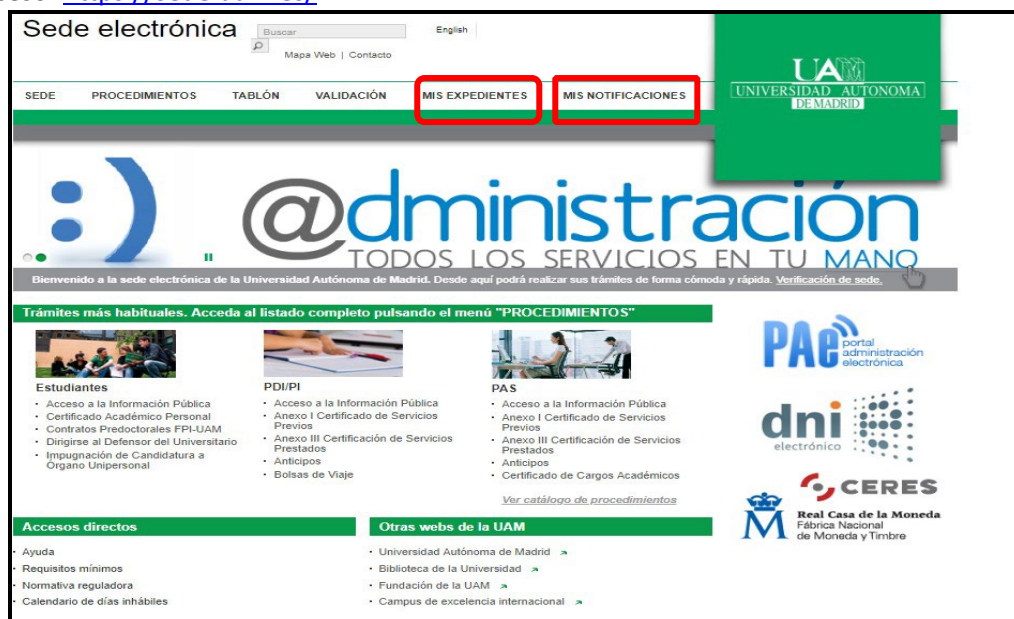 Sede electrónica
Buscar
English
Mapa Web | Contacto
UAM
UNIVERSIDAD AUTONOMA
DE MADRID
SEDE PROCEDIMIENTOS TABLÓN VALIDACIÓN MIS EXPEDIENTES MIS NOTIFICACIONES
:)
@dministración
TODOS LOS SERVICIOS EN TU MANO
Bienvenido a la sede electrónica de la Universidad Autónoma de Madrid. Desde aquí podrá realizar sus trámites de forma cómoda y rápida. Verificación de sede.
Trámites más habituales. Acceda al listado completo pulsando el menú "PROCEDIMIENTOS"
Estudiantes
· Acceso a la Información Pública
· Certificado Académico Personal
· Contratos Predoctorales FPI-UAM
· Dirigirse al Defensor del Universitario
· Impugnación de Candidatura a
Órgano Unipersonal
PDI/PI
· Acceso a la Información Pública
· Anexo I Certificado de Servicios
Previos
· Anexo III Certificación de Servicios
Prestados
· Anticipos
· Bolsas de Viaje
PAS
· Acceso a la Información Pública
· Anexo I Certificado de Servicios
Previos
· Anexo III Certificación de Servicios
Prestados
· Anticipos
· Certificado de Cargos Académicos
Ver catálogo de procedimientos
PAe
portal
administración
electrónica
dni
electrónico
CERES
Real Casa de la Moneda
Fábrica Nacional
de Moneda y Timbre
Accesos directos
· Ayuda
· Requisitos mínimos
· Normativa reguladora
· Calendario de días inhábiles
Otras webs de la UAM
· Universidad Autónoma de Madrid
· Biblioteca de la Universidad
· Fundación de la UAM
· Campus de excelencia internacional